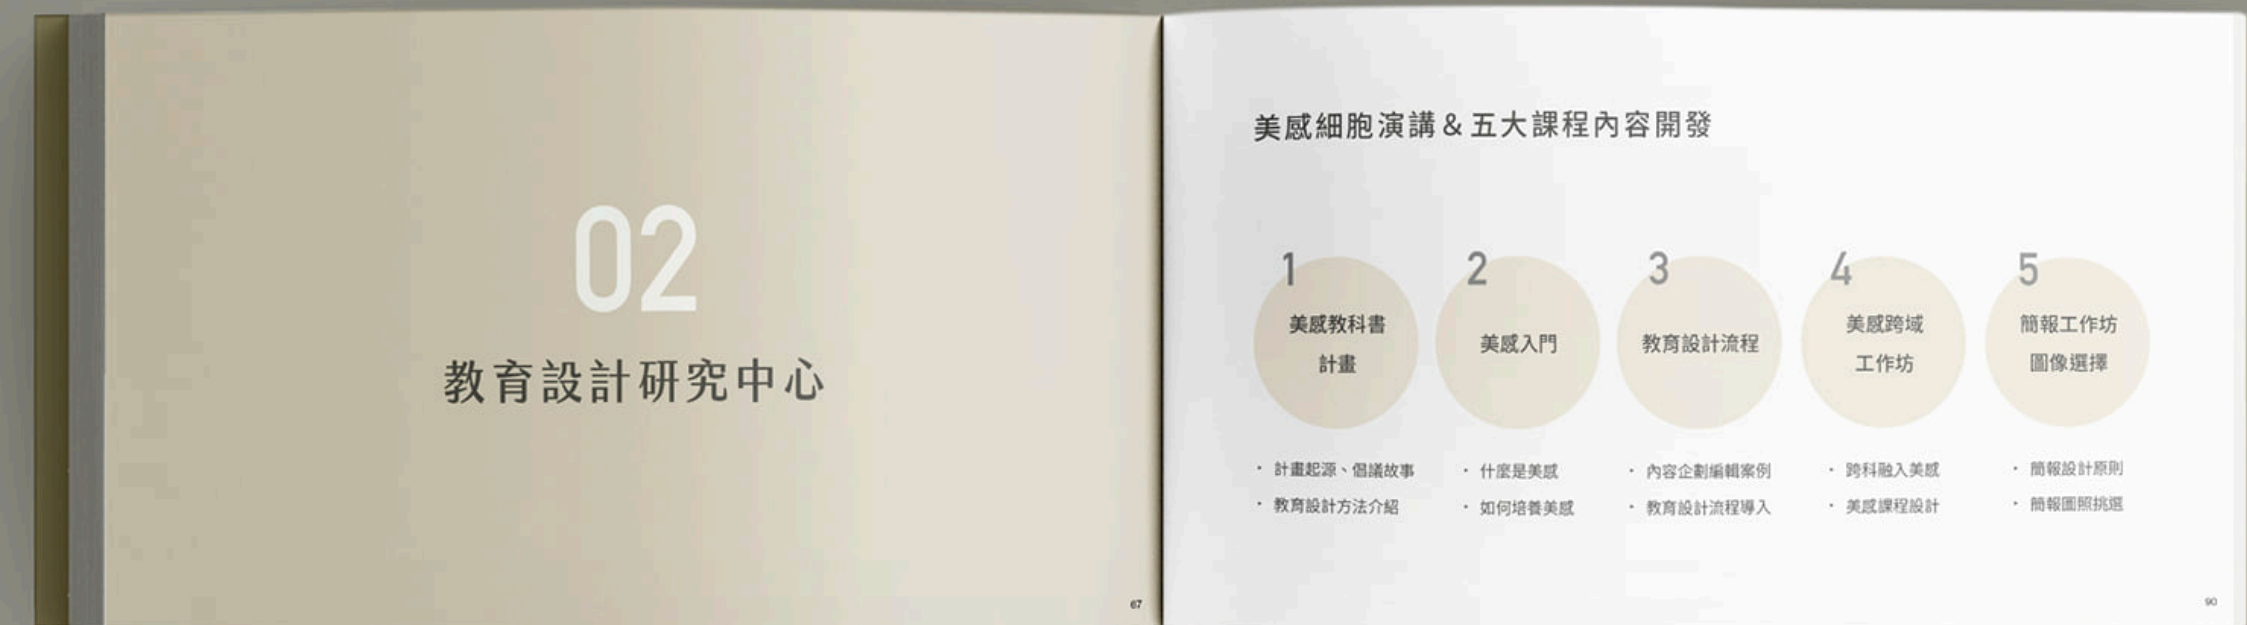 02
教育設計研究中心
67
美感細胞演講&五大課程內容開發
1
美感教科書
計畫
・計畫起源、倡議故事
・教育設計方法介紹
2
美感入門
・什麼是美感
・如何培養美感
3
教育設計流程
・內容企劃編輯案例
・教育設計流程導入
4
美感跨域
工作坊
・跨科融入美感
・美感課程設計
5
簡報工作坊
圖像選擇
・簡報設計原則
・簡報圖照挑選
90